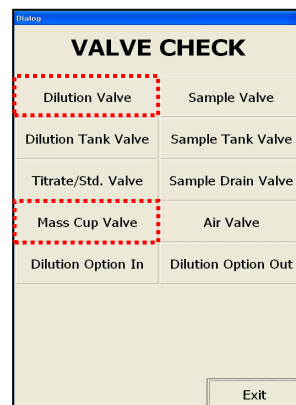 Dialog
VALVE CHECK
Dilution Valve Sample Valve
Dilution Tank Valve Sample Tank Valve
Titrate/Std. Valve Sample Drain Valve
Mass Cup Valve Air Valve
Dilution Option In Dilution Option Out
Exit